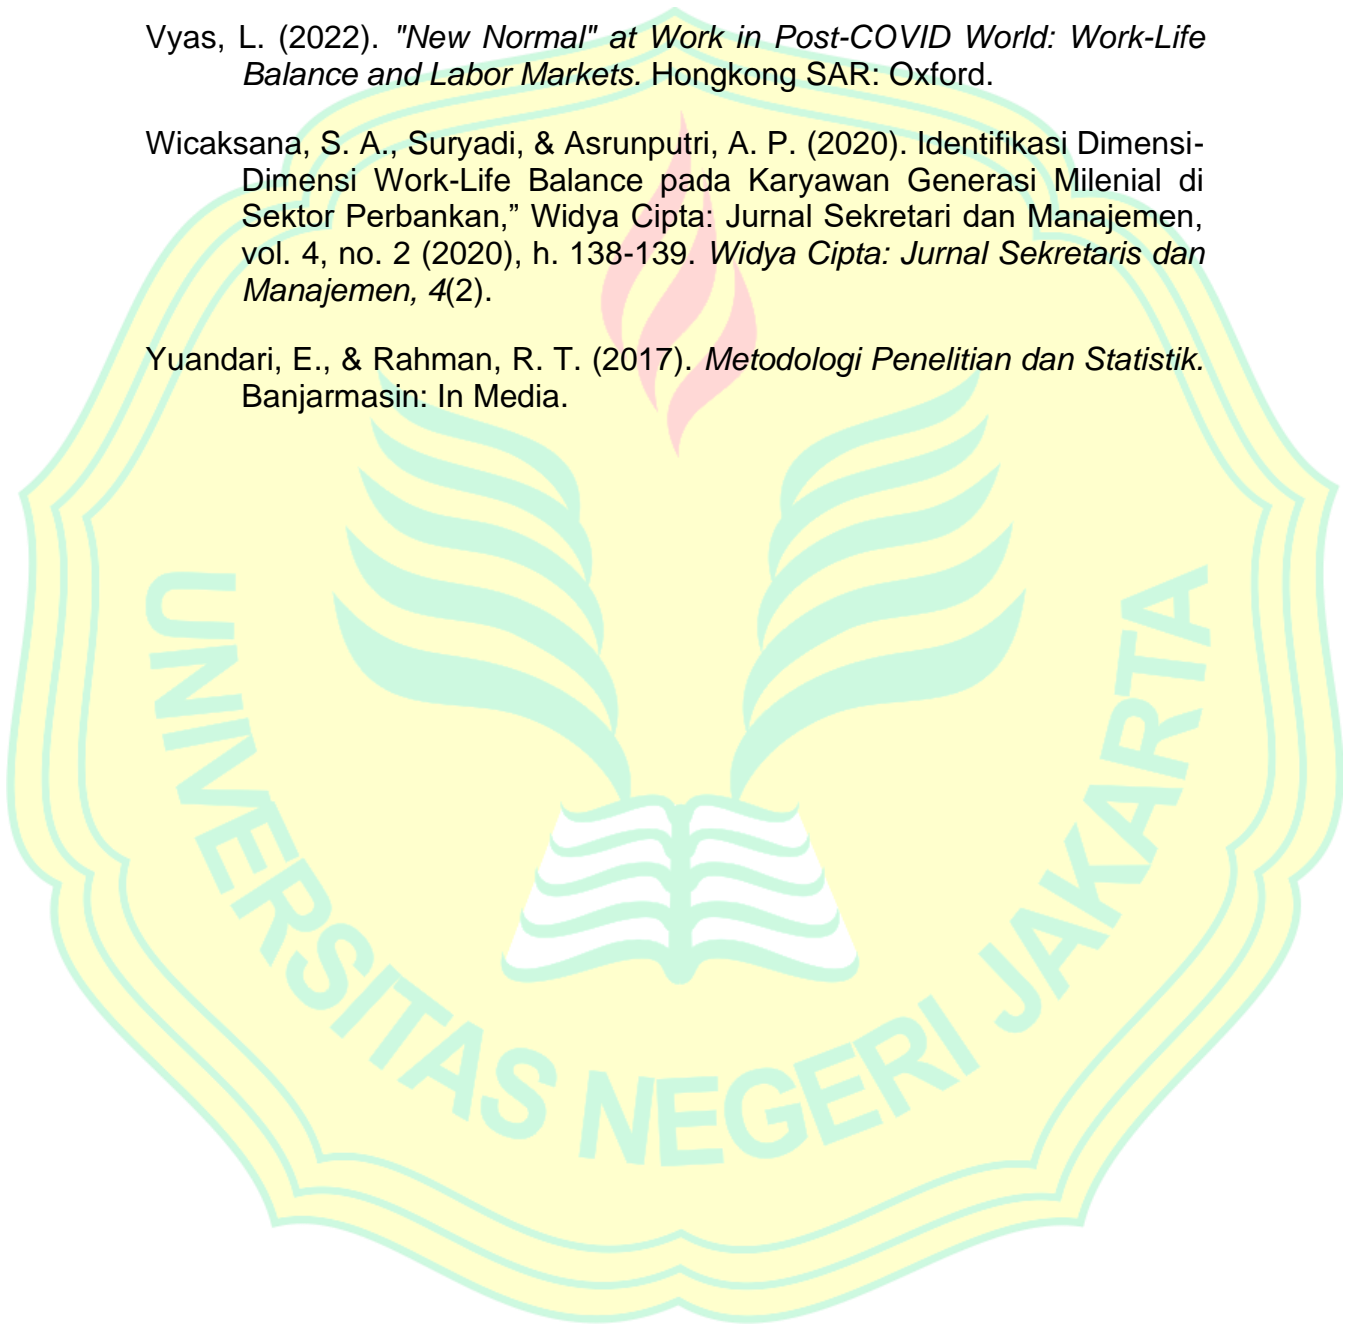 Vyas, L. (2022). "New Normal" at Work in Post-COVID World: Work-Life
Balance and Labor Markets. Hongkong SAR: Oxford.
Wicaksana, S. A., Suryadi, & Asrunputri, A. P. (2020). Identifikasi Dimensi-
Dimensi Work-Life Balance pada Karyawan Generasi Milenial di
Sektor Perbankan,” Widya Cipta: Jurnal Sekretari dan Manajemen,
vol. 4, no. 2 (2020), h. 138-139. Widya Cipta: Jurnal Sekretaris dan
Manajemen, 4(2).
Yuandari, E., & Rahman, R. T. (2017). Metodologi Penelitian dan Statistik.
Banjarmasin: In Media.
UNIVERSITAS NEGERI JAKARTA